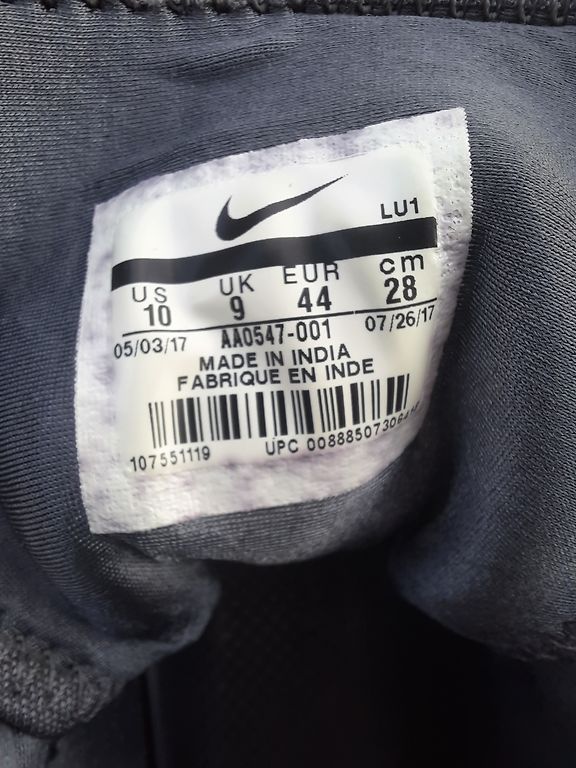 LU1
US UK EUR cm
10 9 44 28
05/03/17 AA0547-001 07/26/17
MADE IN INDIA
FABRIQUE EN INDE
107551119 UPC